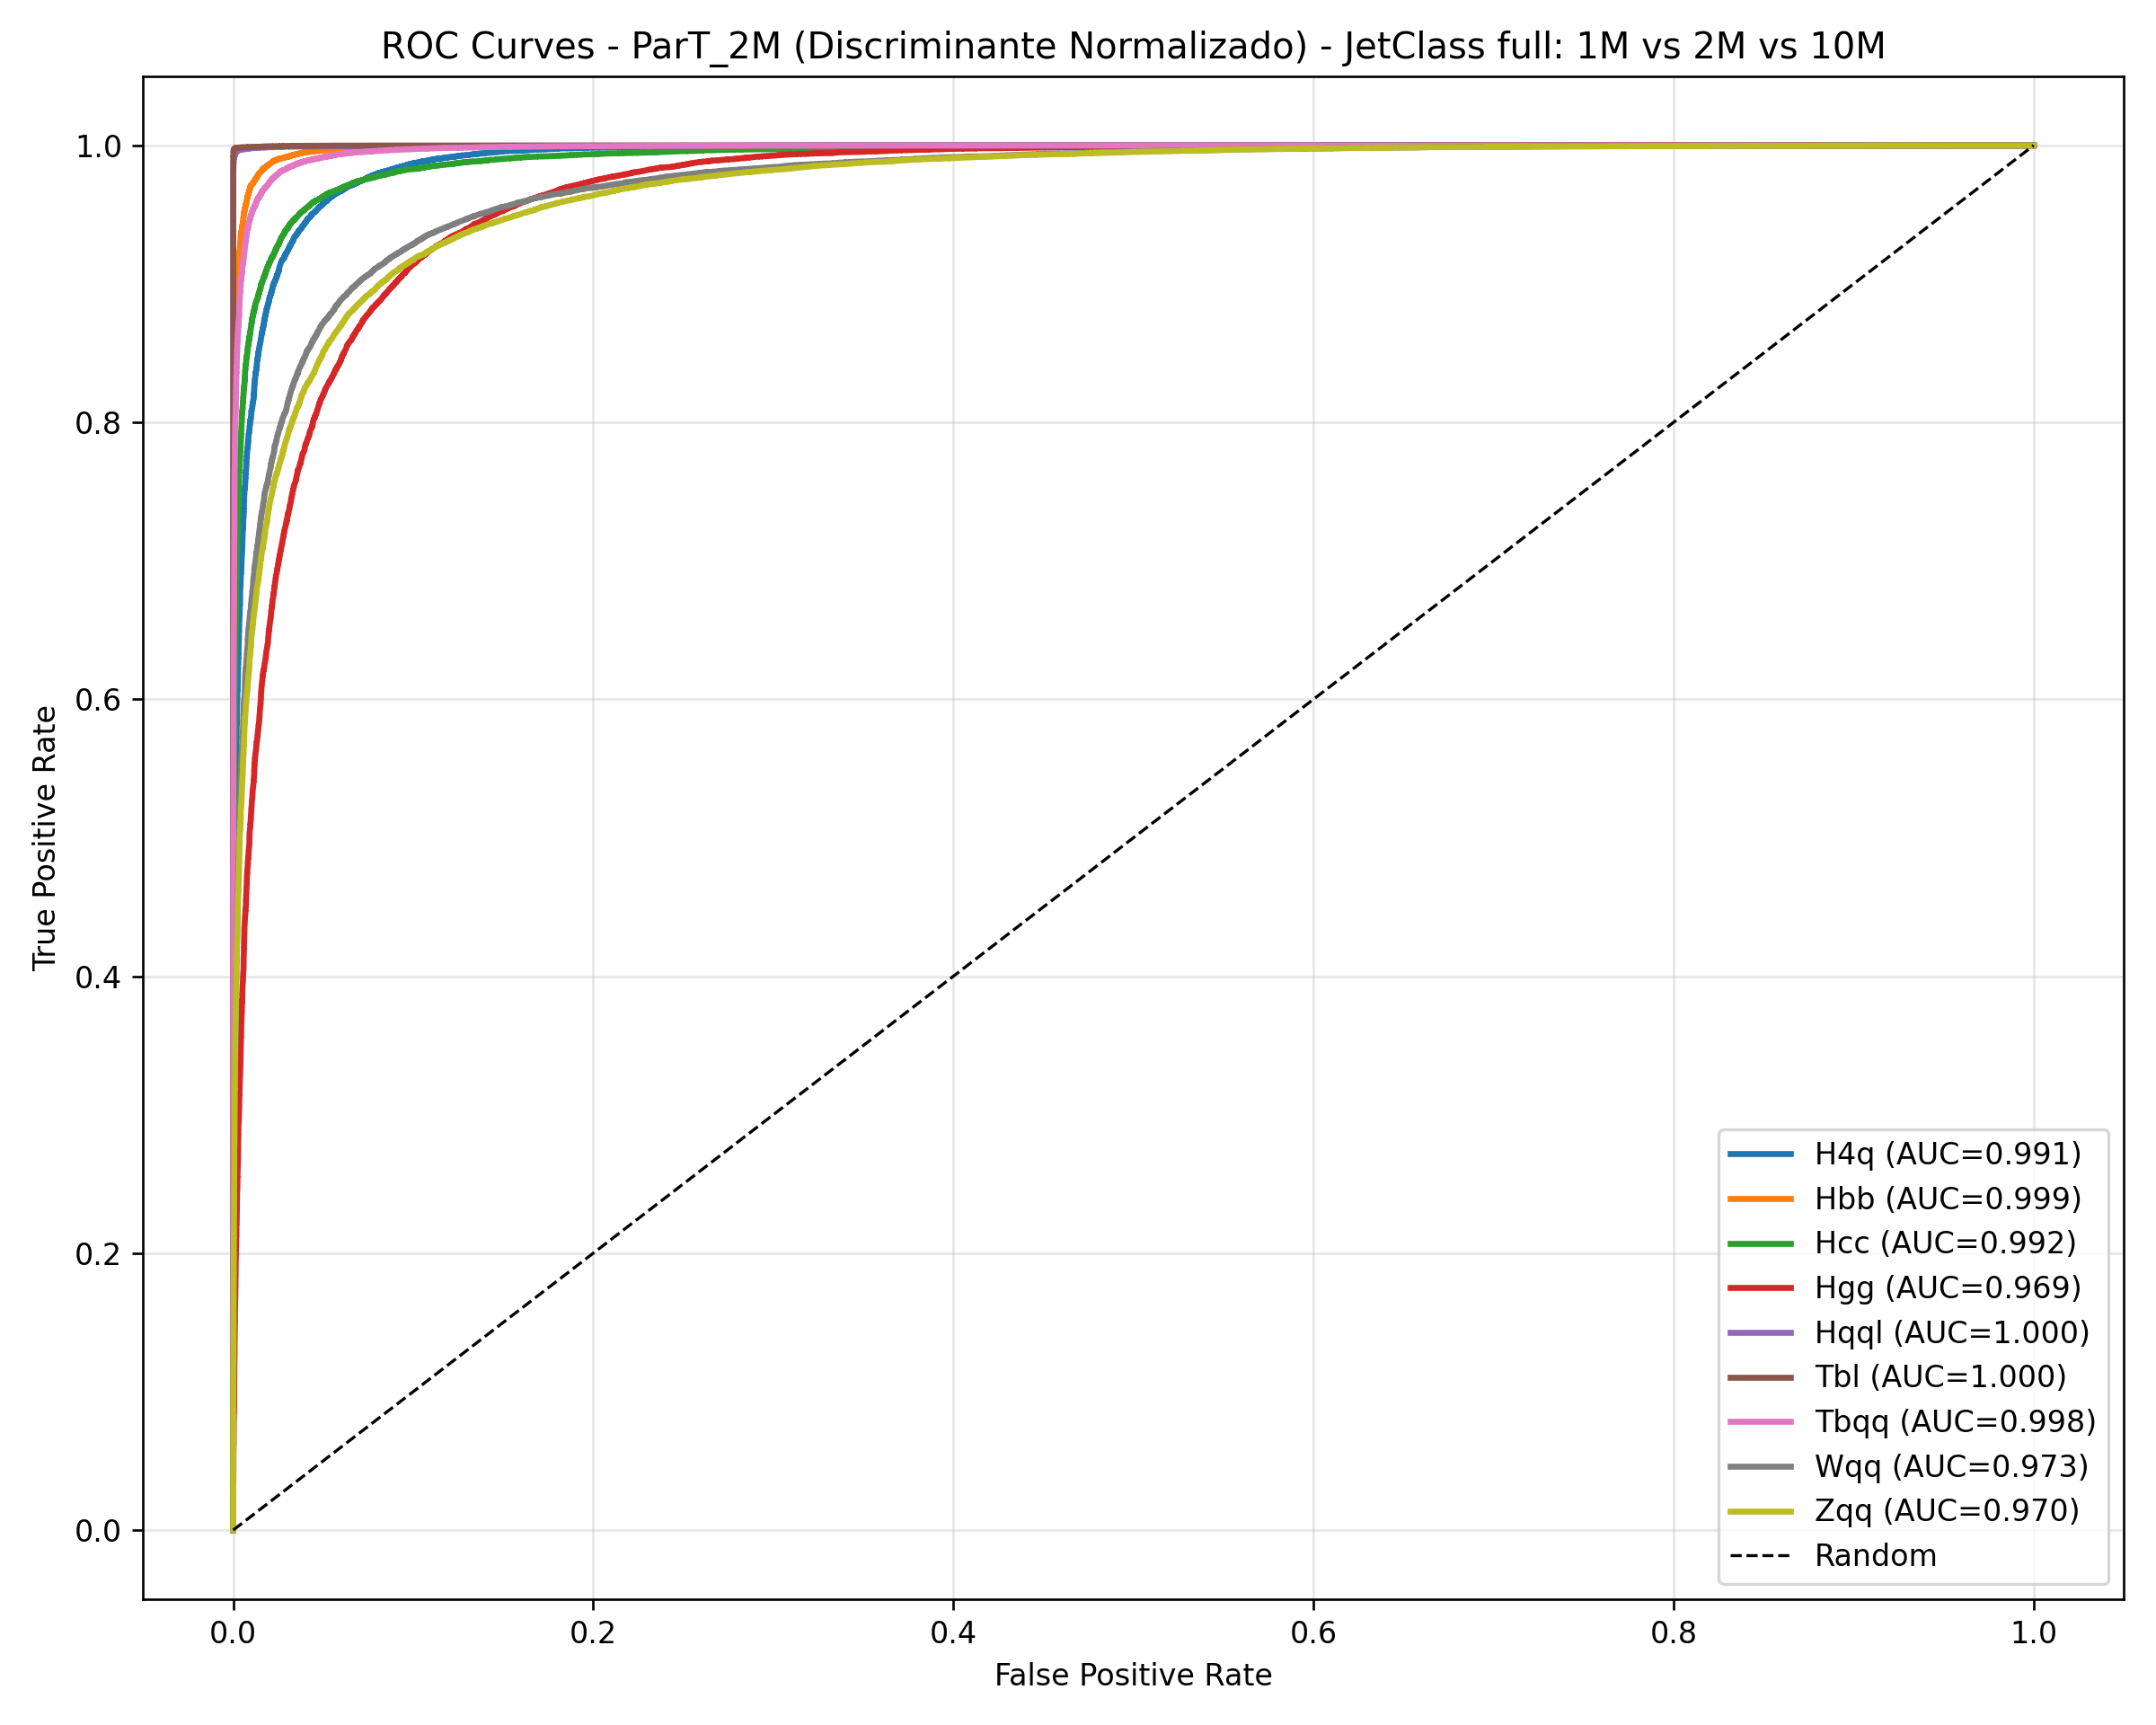 ROC Curves - ParT_2M (Discriminante Normalizado) - JetClass full: 1M vs 2M vs 10M
True Positive Rate
1.0
0.8
0.6
0.4
0.2
0.0
0.0 0.2 0.4 0.6 0.8 1.0
False Positive Rate
H4q (AUC=0.991)
Hbb (AUC=0.999)
Hcc (AUC=0.992)
Hgg (AUC=0.969)
Hqql (AUC=1.000)
Tbl (AUC=1.000)
Tbqq (AUC=0.998)
Wqq (AUC=0.973)
Zqq (AUC=0.970)
Random